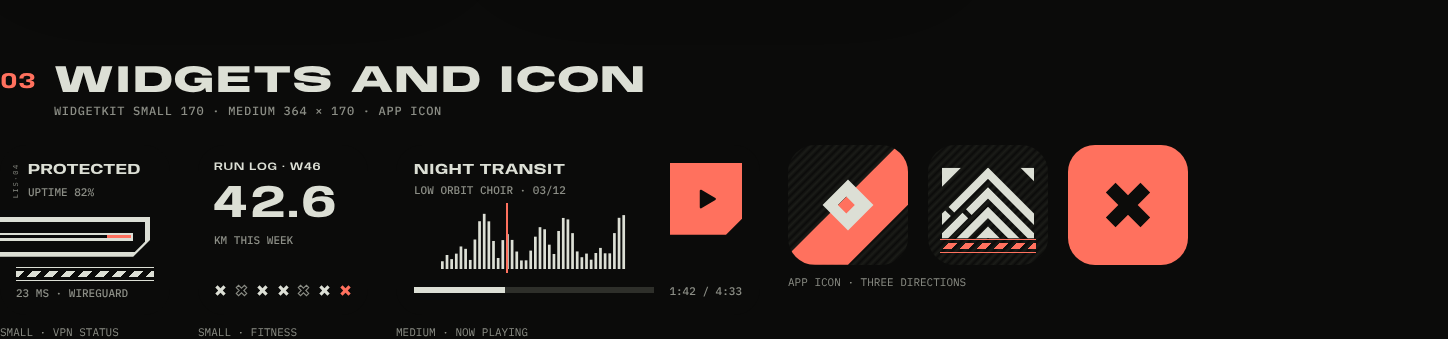 03 WIDGETS AND ICON
WIDGETKIT SMALL 170 · MEDIUM 364 × 170 · APP ICON
LIS-84
PROTECTED
UPTIME 82%
23 MS · WIREGUARD
SMALL · VPN STATUS
RUN LOG · W46
42.6
KM THIS WEEK
SMALL · FITNESS
NIGHT TRANSIT
LOW ORBIT CHOIR · 03/12
1:42 / 4:33
MEDIUM · NOW PLAYING
APP ICON · THREE DIRECTIONS